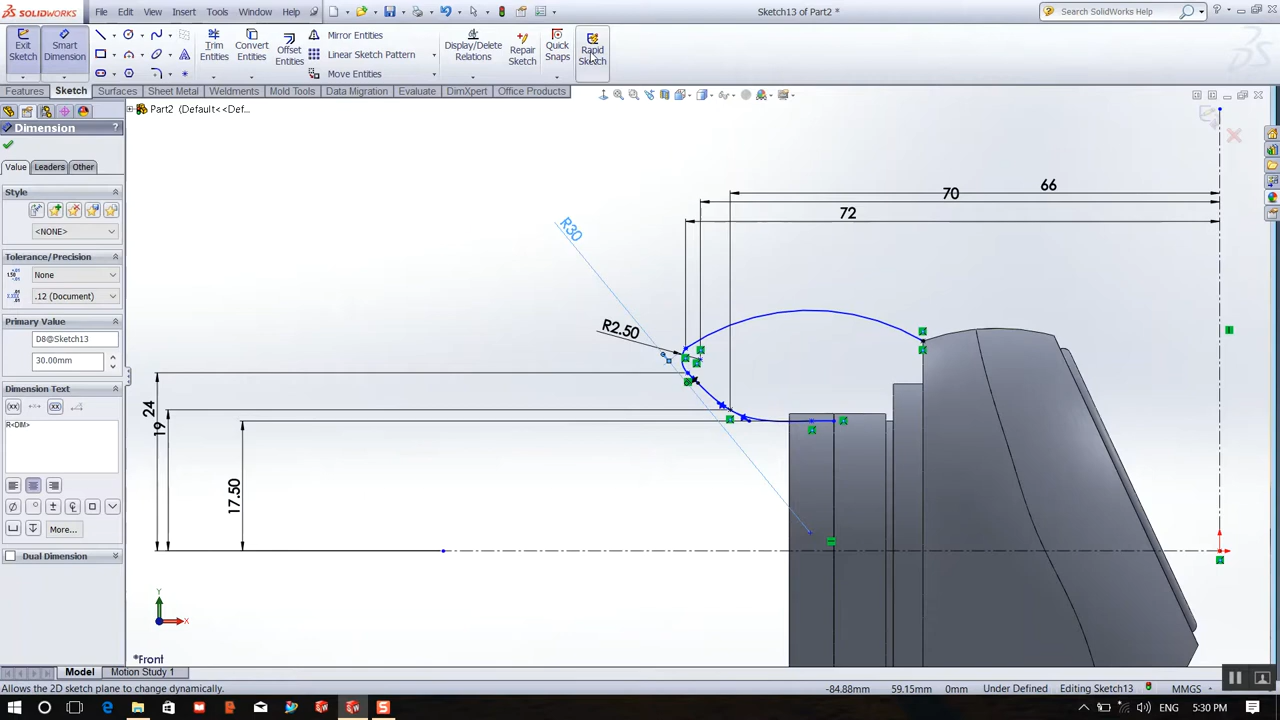 SOLIDWORKS
File Edit View Insert Tools Window Help
Sketch13 of Part2 *
Search SolidWorks Help
Exit Sketch
Smart Dimension
Trim Entities
Convert Entities
Offset Entities
Mirror Entities
Linear Sketch Pattern
Move Entities
Display/Delete Relations
Repair Sketch
Quick Snaps
Rapid Sketch
Features Sketch Surfaces Sheet Metal Weldments Mold Tools Data Migration Evaluate DimXpert Office Products
Part2 (Default<<Def...
Dimension
?
Value Leaders Other
Style
<NONE>
Tolerance/Precision
None
.12 (Document)
Primary Value
D8@Sketch13
30.00mm
Dimension Text
R<DIM>
More...
Dual Dimension
66
70
72
R30
R2.50
24
19
17.50
Y
X
*Front
Model Motion Study 1
Allows the 2D sketch plane to change dynamically.
-84.88mm 59.15mm 0mm Under Defined Editing Sketch13 MMGS
ENG 5:30 PM